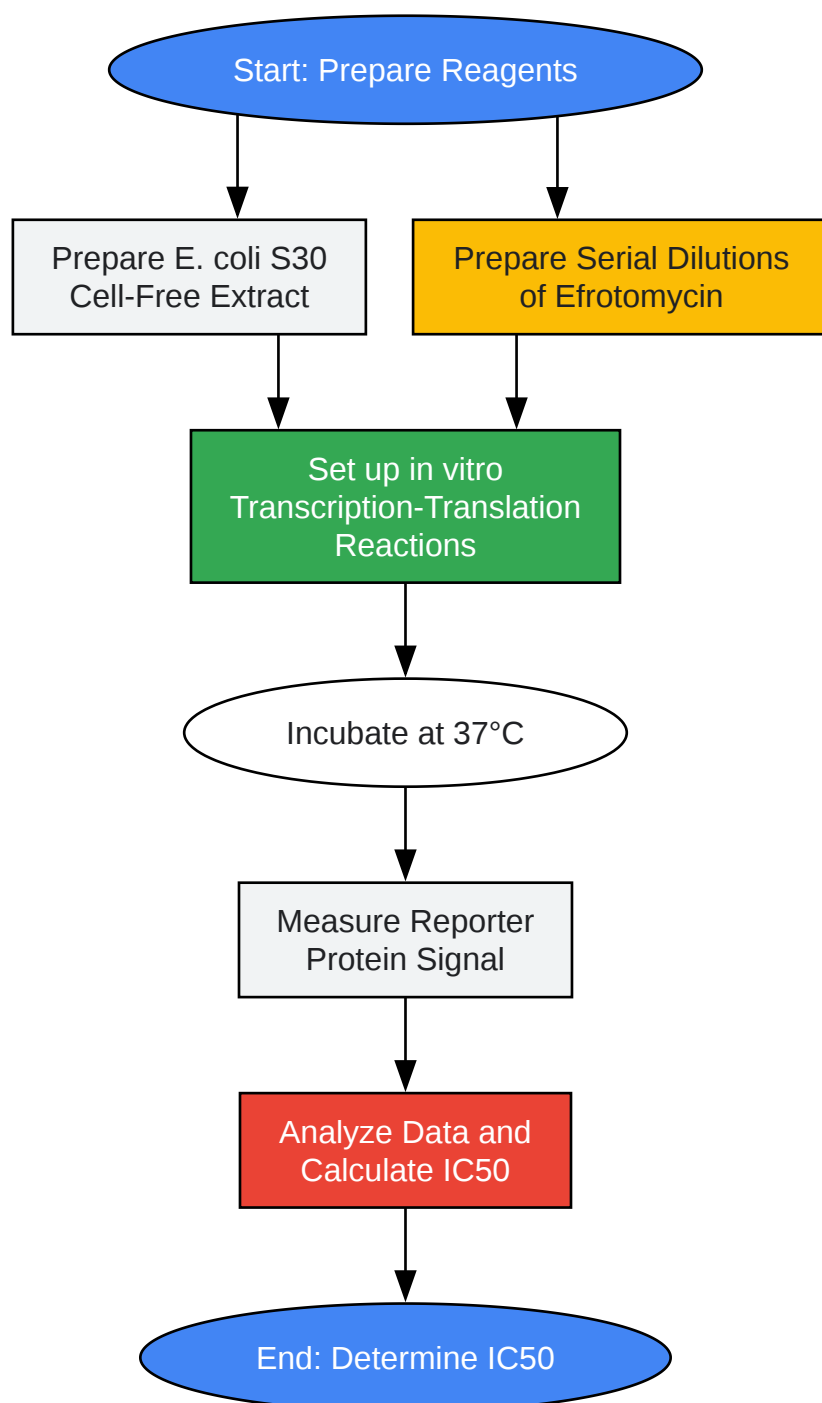 Start: Prepare Reagents
Prepare E. coli S30
Cell-Free Extract
Prepare Serial Dilutions
of Efrotomycin
Set up in vitro
Transcription-Translation
Reactions
Incubate at 37°C
Measure Reporter
Protein Signal
Analyze Data and
Calculate IC50
End: Determine IC50